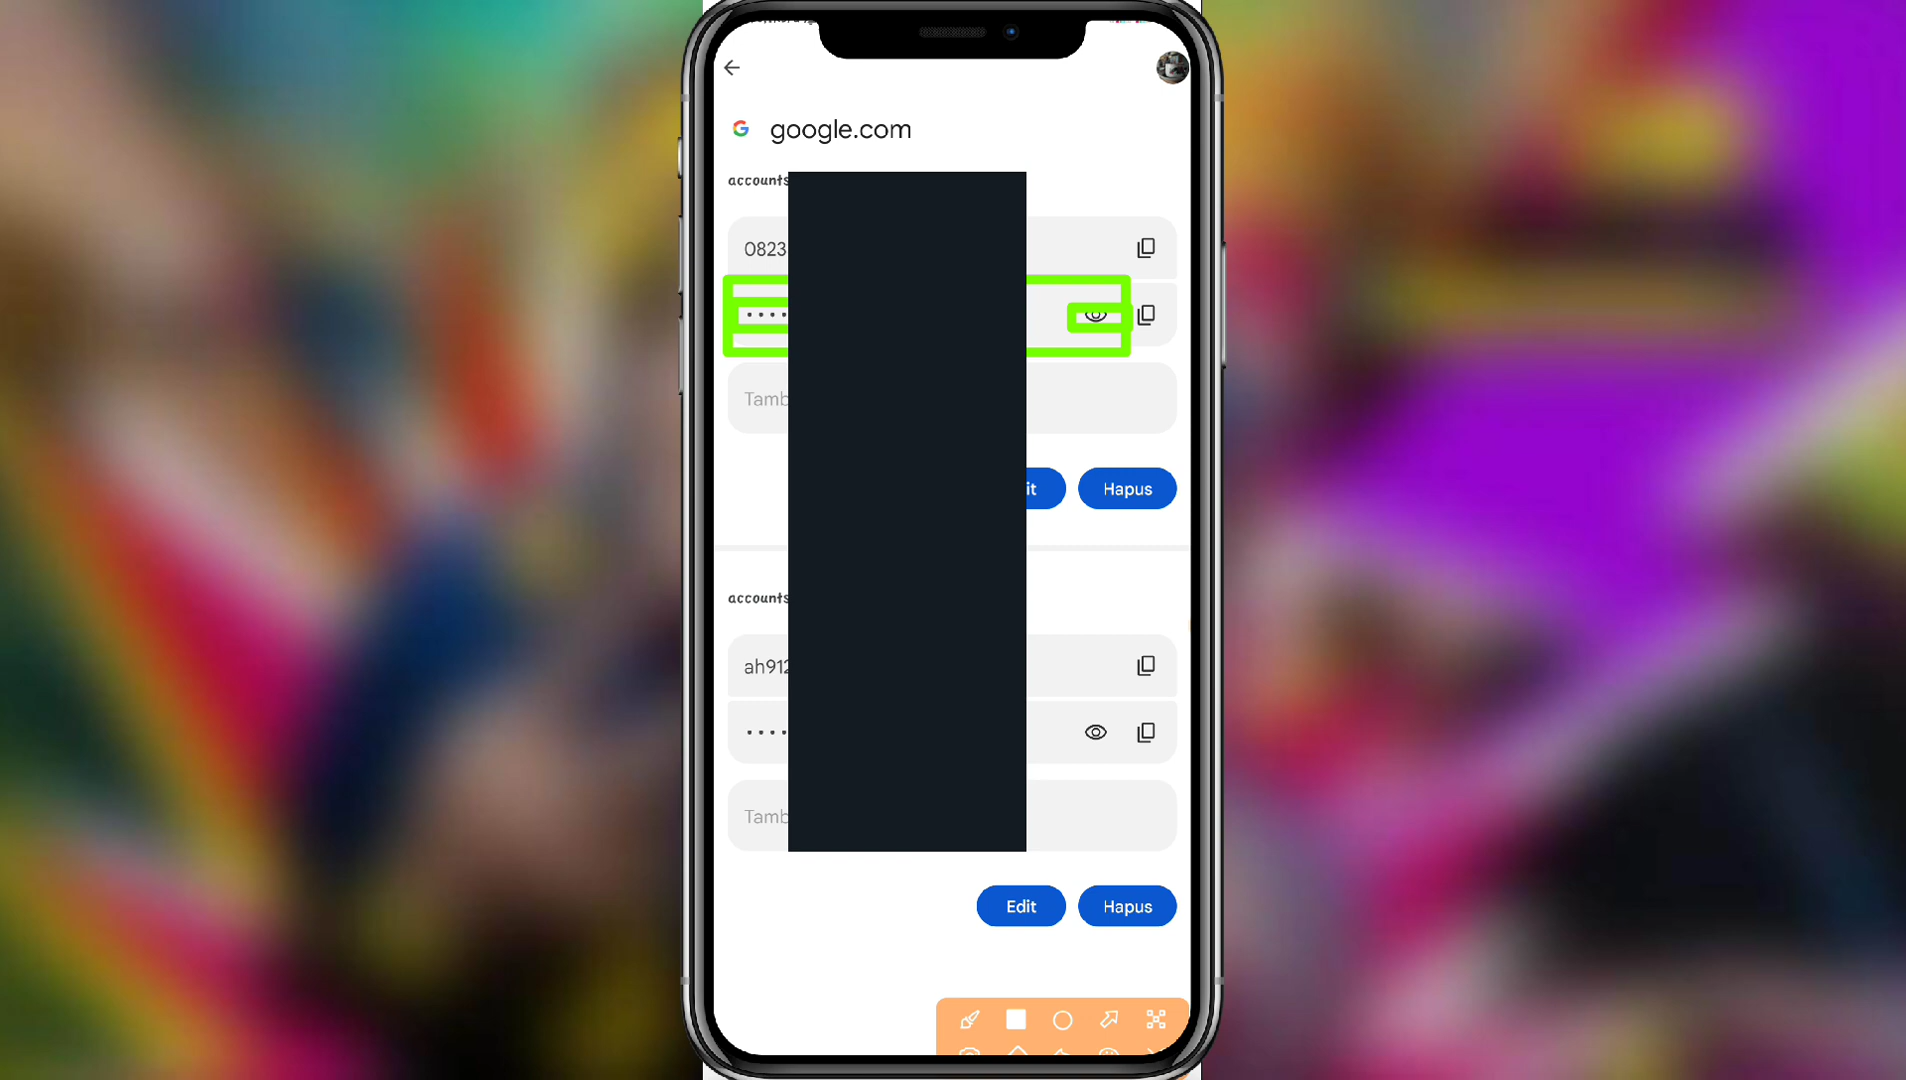 google.com
accounts
0823
••••
Tamb
it
Hapus
accounts
ah912
••••
Tamb
Edit
Hapus